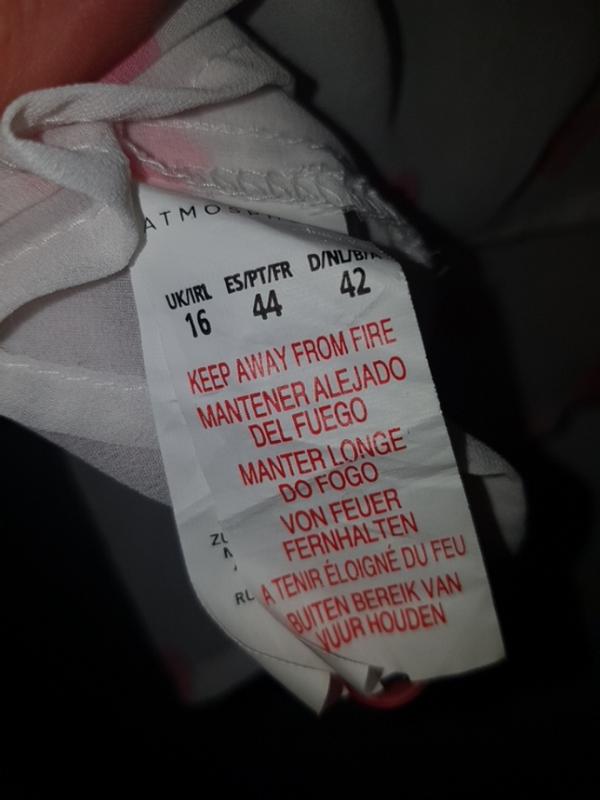 UK/IRL ES/PT/FR D/NL/B/A
16 44 42
KEEP AWAY FROM FIRE
MANTENER ALEJADO
DEL FUEGO
MANTER LONGE
DO FOGO
VON FEUER
FERNHALTEN
A TENIR ÉLOIGNÉ DU FEU
BUITEN BEREIK VAN
VUUR HOUDEN